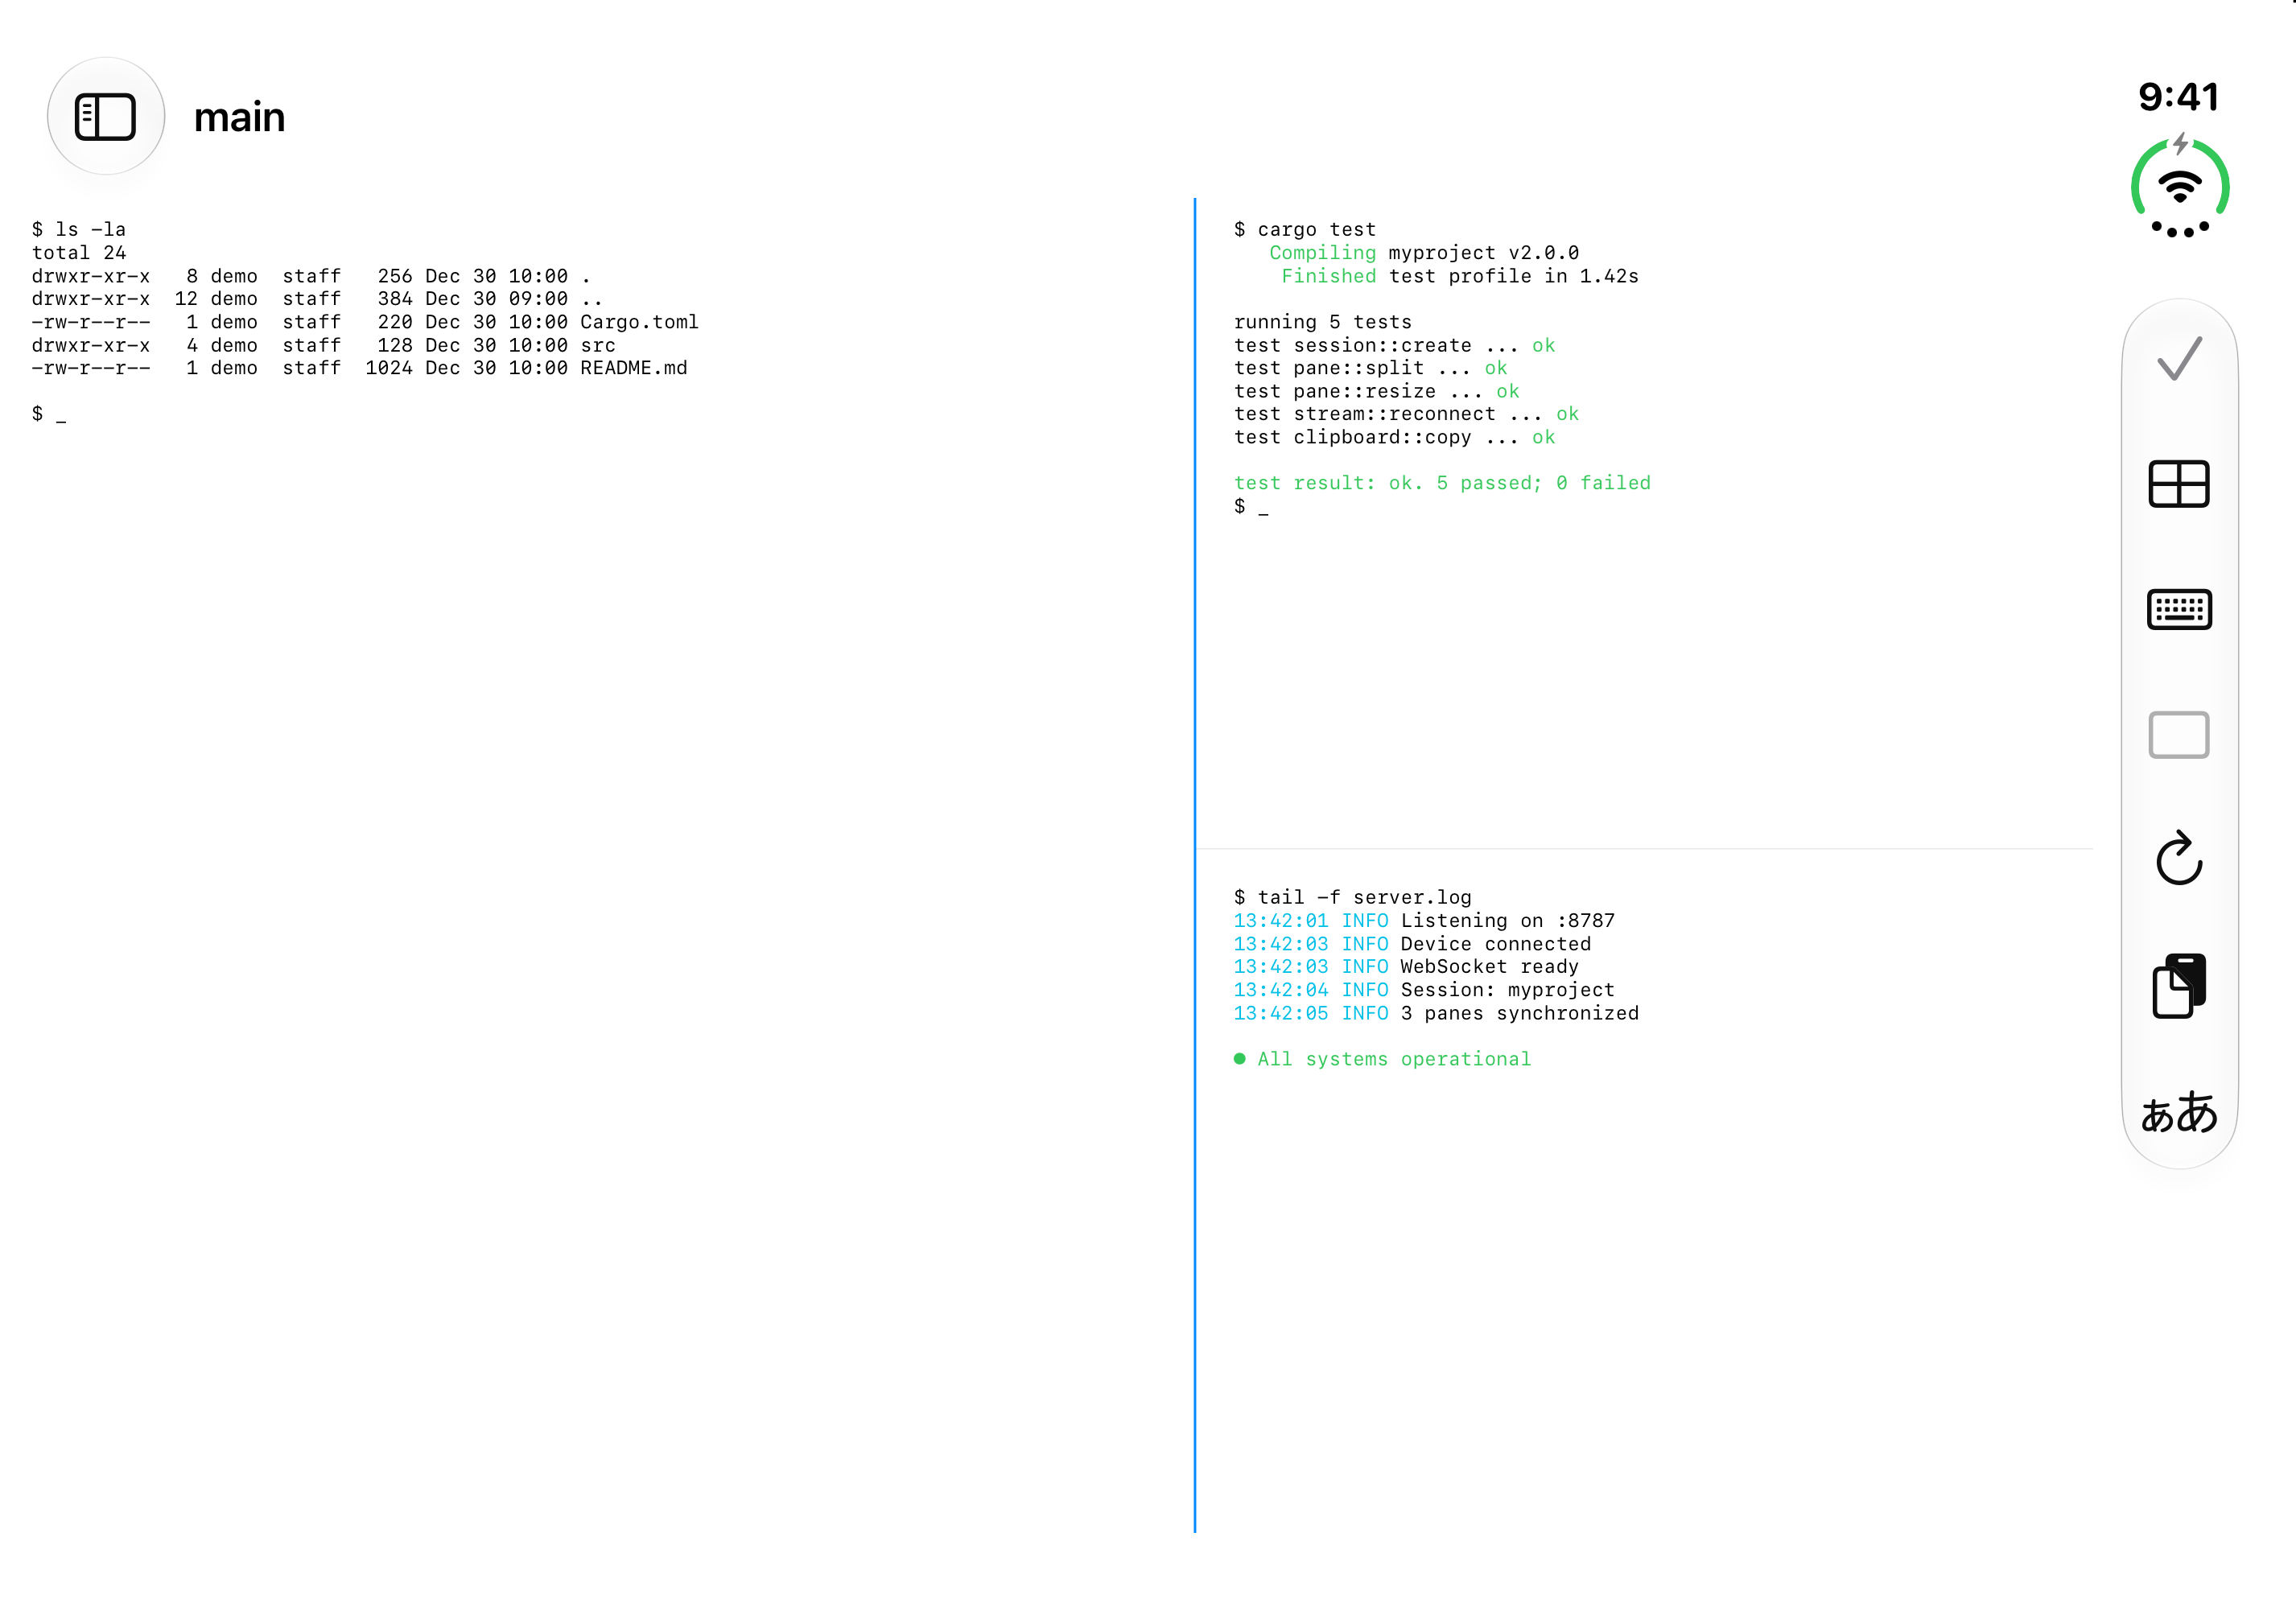 main
9:41
$ ls -la
total 24
drwxr-xr-x   8 demo  staff   256 Dec 30 10:00 .
drwxr-xr-x  12 demo  staff   384 Dec 30 09:00 ..
-rw-r--r--   1 demo  staff   220 Dec 30 10:00 Cargo.toml
drwxr-xr-x   4 demo  staff   128 Dec 30 10:00 src
-rw-r--r--   1 demo  staff  1024 Dec 30 10:00 README.md
$ _
$ cargo test
   Compiling myproject v2.0.0
    Finished test profile in 1.42s
running 5 tests
test session::create ... ok
test pane::split ... ok
test pane::resize ... ok
test stream::reconnect ... ok
test clipboard::copy ... ok
test result: ok. 5 passed; 0 failed
$ _
$ tail -f server.log
13:42:01 INFO Listening on :8787
13:42:03 INFO Device connected
13:42:03 INFO WebSocket ready
13:42:04 INFO Session: myproject
13:42:05 INFO 3 panes synchronized
● All systems operational
ああ